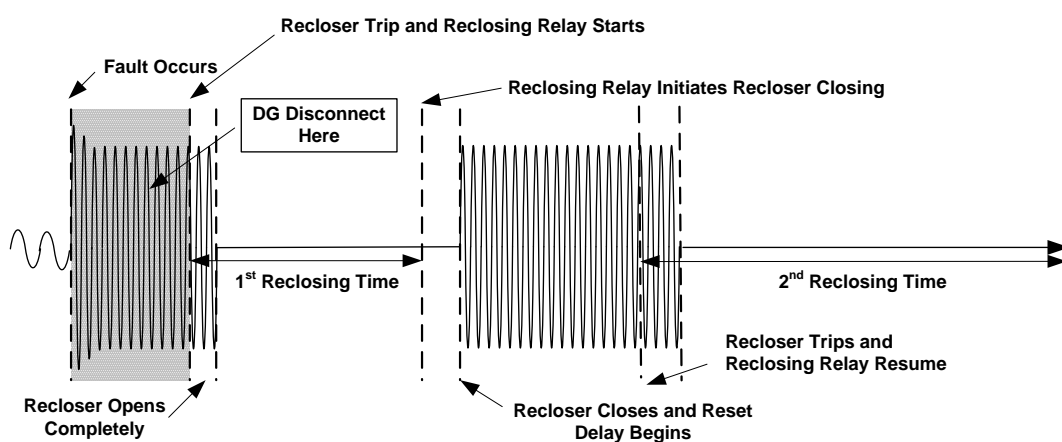 Recloser Trip and Reclosing Relay Starts
Fault Occurs
Reclosing Relay Initiates Recloser Closing
DG Disconnect
Here
1st Reclosing Time
2nd Reclosing Time
Recloser Trips and
Reclosing Relay Resume
Recloser Opens
Completely
Recloser Closes and Reset
Delay Begins